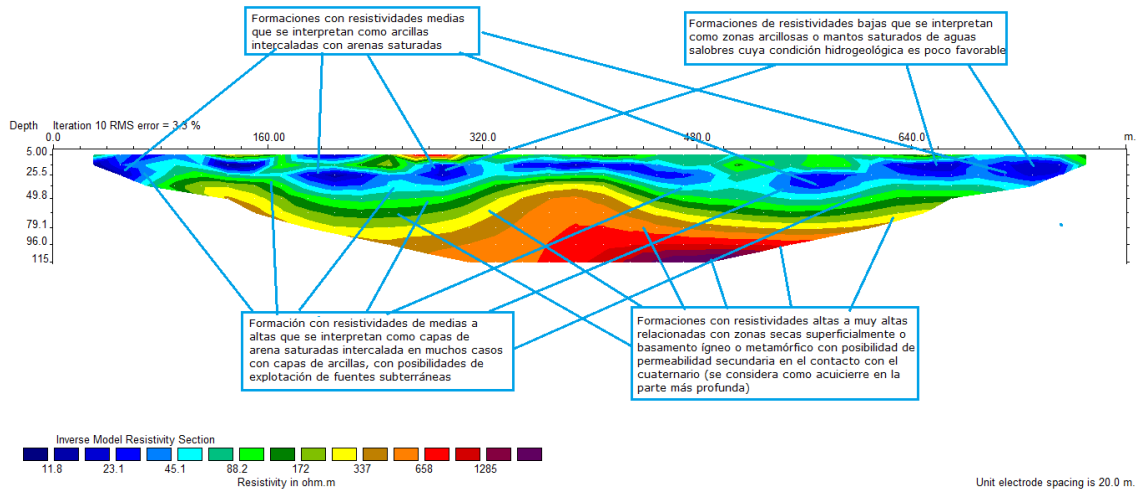 Formaciones con resistividades medias
que se interpretan como arcillas
intercaladas con arenas saturadas
Formaciones de resistividades bajas que se interpretan
como zonas arcillosas o mantos saturados de aguas
salobres cuya condición hidrogeológica es poco favorable
Depth Iteration 10 RMS error = 3.3 %
0.0 160.00 320.0 480.0 640.0 m.
5.00
25.5
49.8
79.1
96.0
115.
Formación con resistividades de medias a
altas que se interpretan como capas de
arena saturadas intercalada en muchos casos
con capas de arcillas, con posibilidades de
explotación de fuentes subterráneas
Formaciones con resistividades altas a muy altas
relacionadas con zonas secas superficialmente o
basamento ígneo o metamórfico con posibilidad de
permeabilidad secundaria en el contacto con el
cuaternario (se considera como acuicierre en la
parte más profunda)
Inverse Model Resistivity Section
11.8 23.1 45.1 88.2 172 337 658 1285
Resistivity in ohm.m
Unit electrode spacing is 20.0 m.